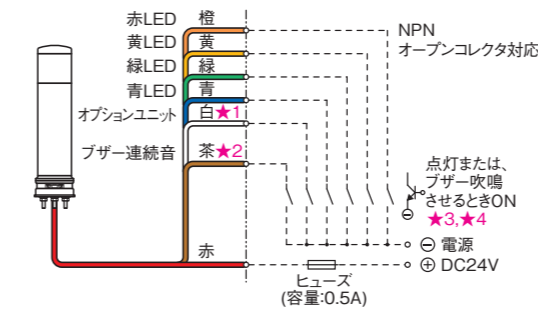 赤LED 橙
黄LED 黄
緑LED 緑
青LED 青
オプションユニット 白★1
ブザー連続音 茶★2
赤
NPN
オープンコレクタ対応
点灯または、
ブザー吹鳴
させるときON
★3,★4
⊖ 電源
⊕ DC24V
ヒューズ
(容量:0.5A)